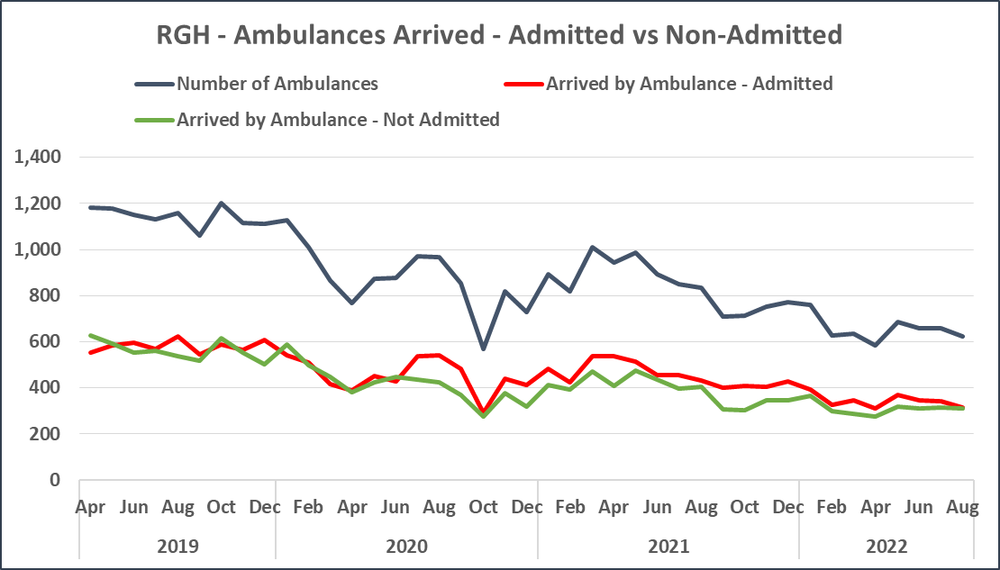 RGH - Ambulances Arrived - Admitted vs Non-Admitted
Number of Ambulances Arrived by Ambulance - Admitted
Arrived by Ambulance - Not Admitted
1,400
1,200
1,000
800
600
400
200
0
Apr Jun Aug Oct Dec Feb Apr Jun Aug Oct Dec Feb Apr Jun Aug Oct Dec Feb Apr Jun Aug
2019 2020 2021 2022